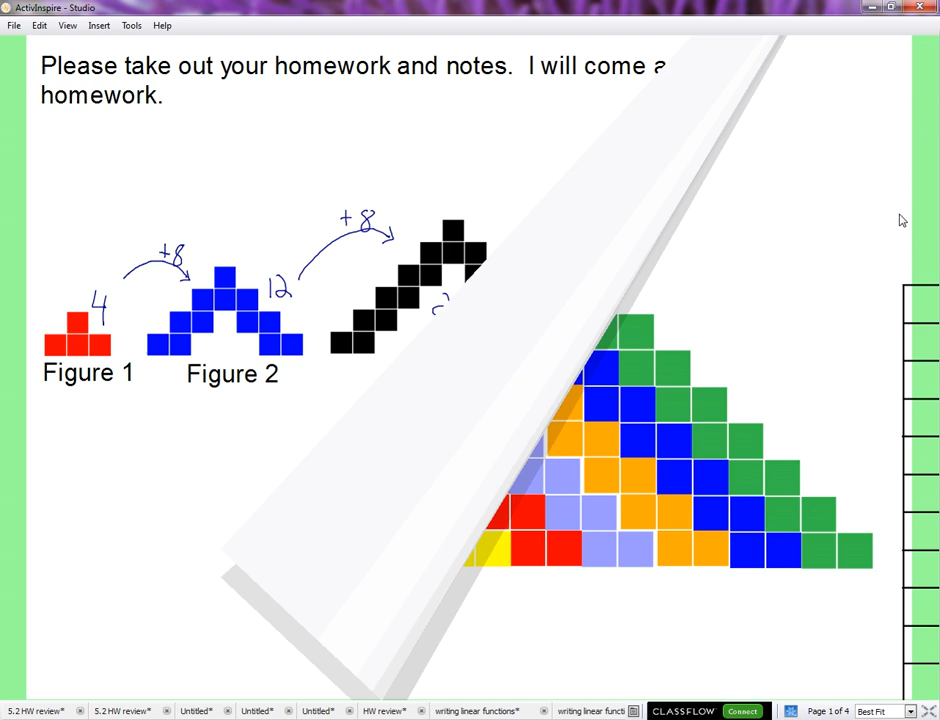 ActivInspire - Studio
File Edit View Insert Tools Help
Please take out your homework and notes. I will come a
homework.
+8
+8
4
12
Figure 1
Figure 2
5.2 HW review* 5.2 HW review* Untitled* Untitled* Untitled* HW review* writing linear functions* writing linear functi CLASSFLOW Connect Page 1 of 4 Best Fit